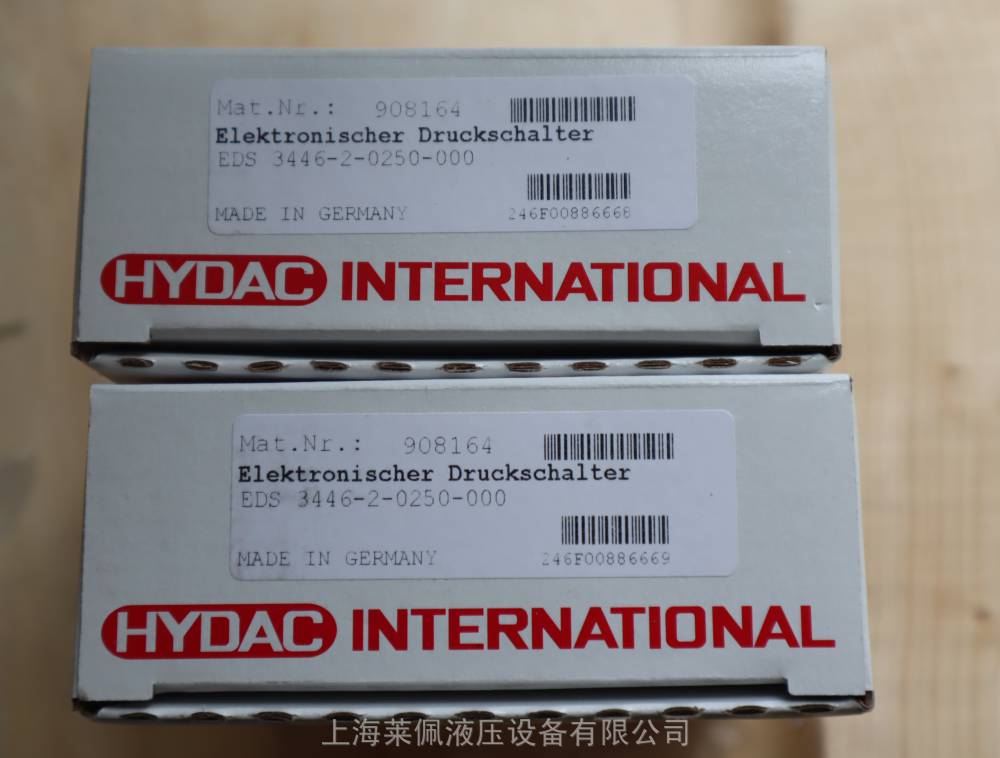 Mat.Nr.: 908164
Elektronischer Druckschalter
EDS 3446-2-0250-000
MADE IN GERMANY 246F00886668
HYDAC INTERNATIONAL
Mat.Nr.: 908164
Elektronischer Druckschalter
EDS 3446-2-0250-000
MADE IN GERMANY 246F00886669
HYDAC INTERNATIONAL
上海莱佩液压设备有限公司